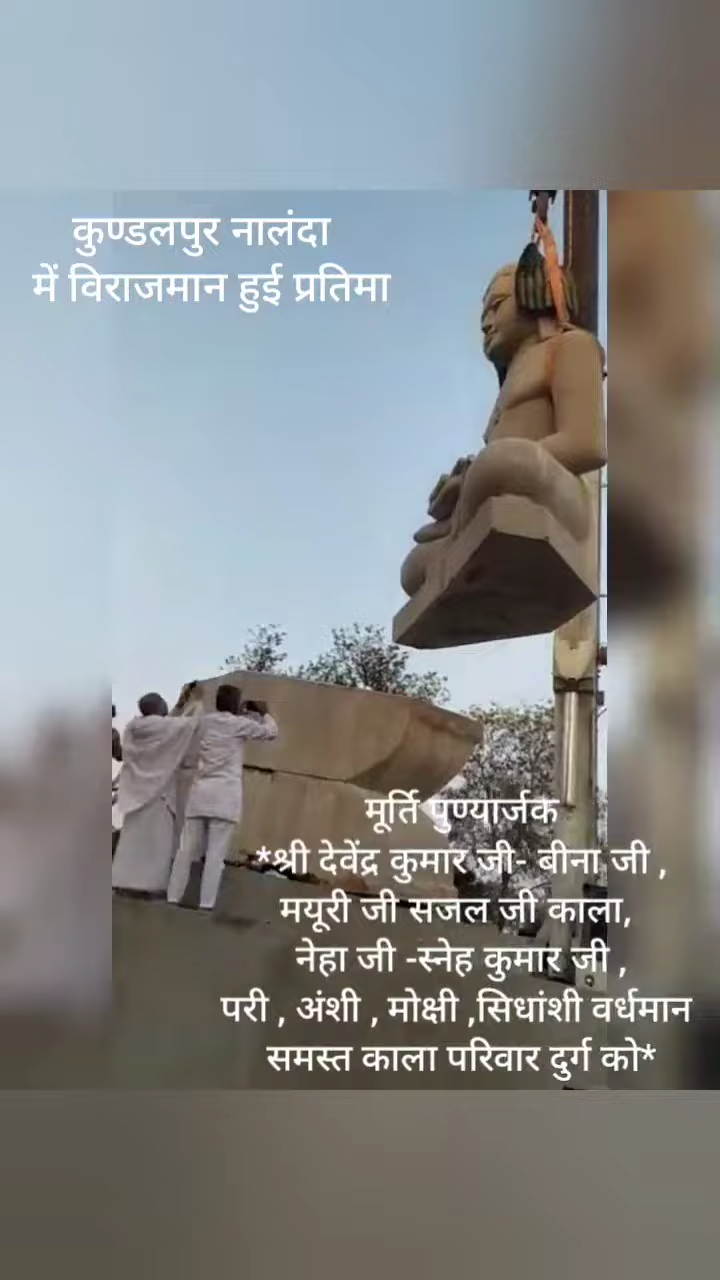 कुण्डलपुर नालंदा
में विराजमान हुई प्रतिमा
मूर्ति पुण्यार्जक
*श्री देवेंद्र कुमार जी- बीना जी ,
मयूरी जी सजल जी काला,
नेहा जी -स्नेह कुमार जी ,
परी , अंशी , मोक्षी ,सिधांशी वर्धमान
समस्त काला परिवार दुर्ग को*